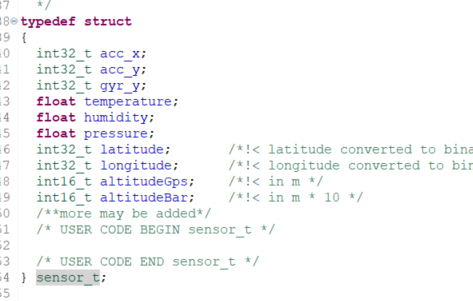 37 */
38 typedef struct
39 {
40 int32_t acc_x;
41 int32_t acc_y;
42 int32_t gyr_y;
43 float temperature;
44 float humidity;
45 float pressure;
46 int32_t latitude; /*!< latitude converted to bina
47 int32_t longitude; /*!< longitude converted to bin
48 int16_t altitudeGps; /*!< in m */
49 int16_t altitudeBar; /*!< in m * 10 */
50 /**more may be added*/
51 /* USER CODE BEGIN sensor_t */
52
53 /* USER CODE END sensor_t */
54 } sensor_t;
55